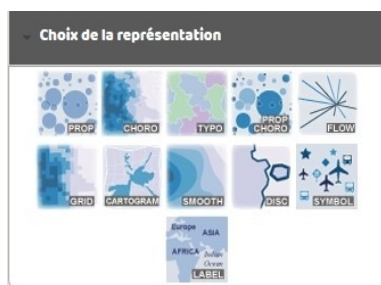 Choix de la représentation
PROP
CHORO
TYPO
PROP
CHORO
FLOW
GRID
CARTOGRAM
SMOOTH
DISC
SYMBOL
Europe
ASIA
AFRICA
Indian
Ocean
LABEL